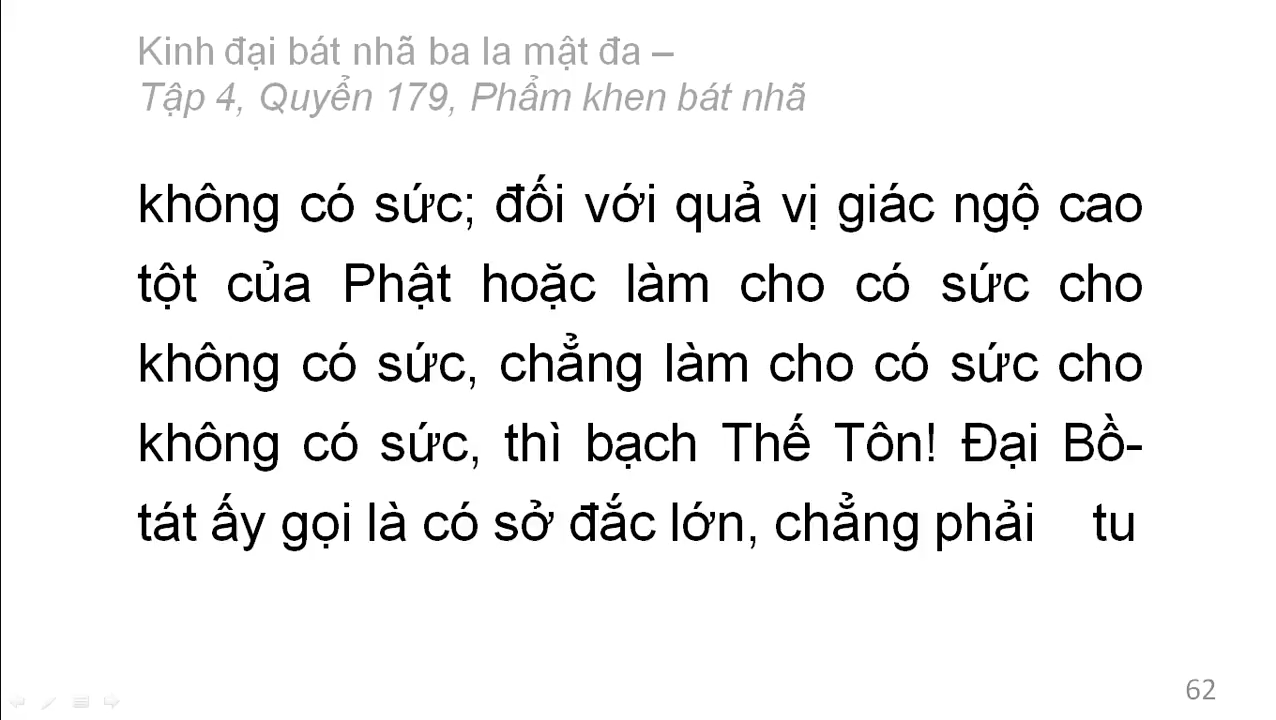 Kinh đại bát nhã ba la mật đa –
Tập 4, Quyển 179, Phẩm khen bát nhã
không có sức; đối với quả vị giác ngộ cao
tột của Phật hoặc làm cho có sức cho
không có sức, chẳng làm cho có sức cho
không có sức, thì bạch Thế Tôn! Đại Bồ-
tát ấy gọi là có sở đắc lớn, chẳng phải tu
62